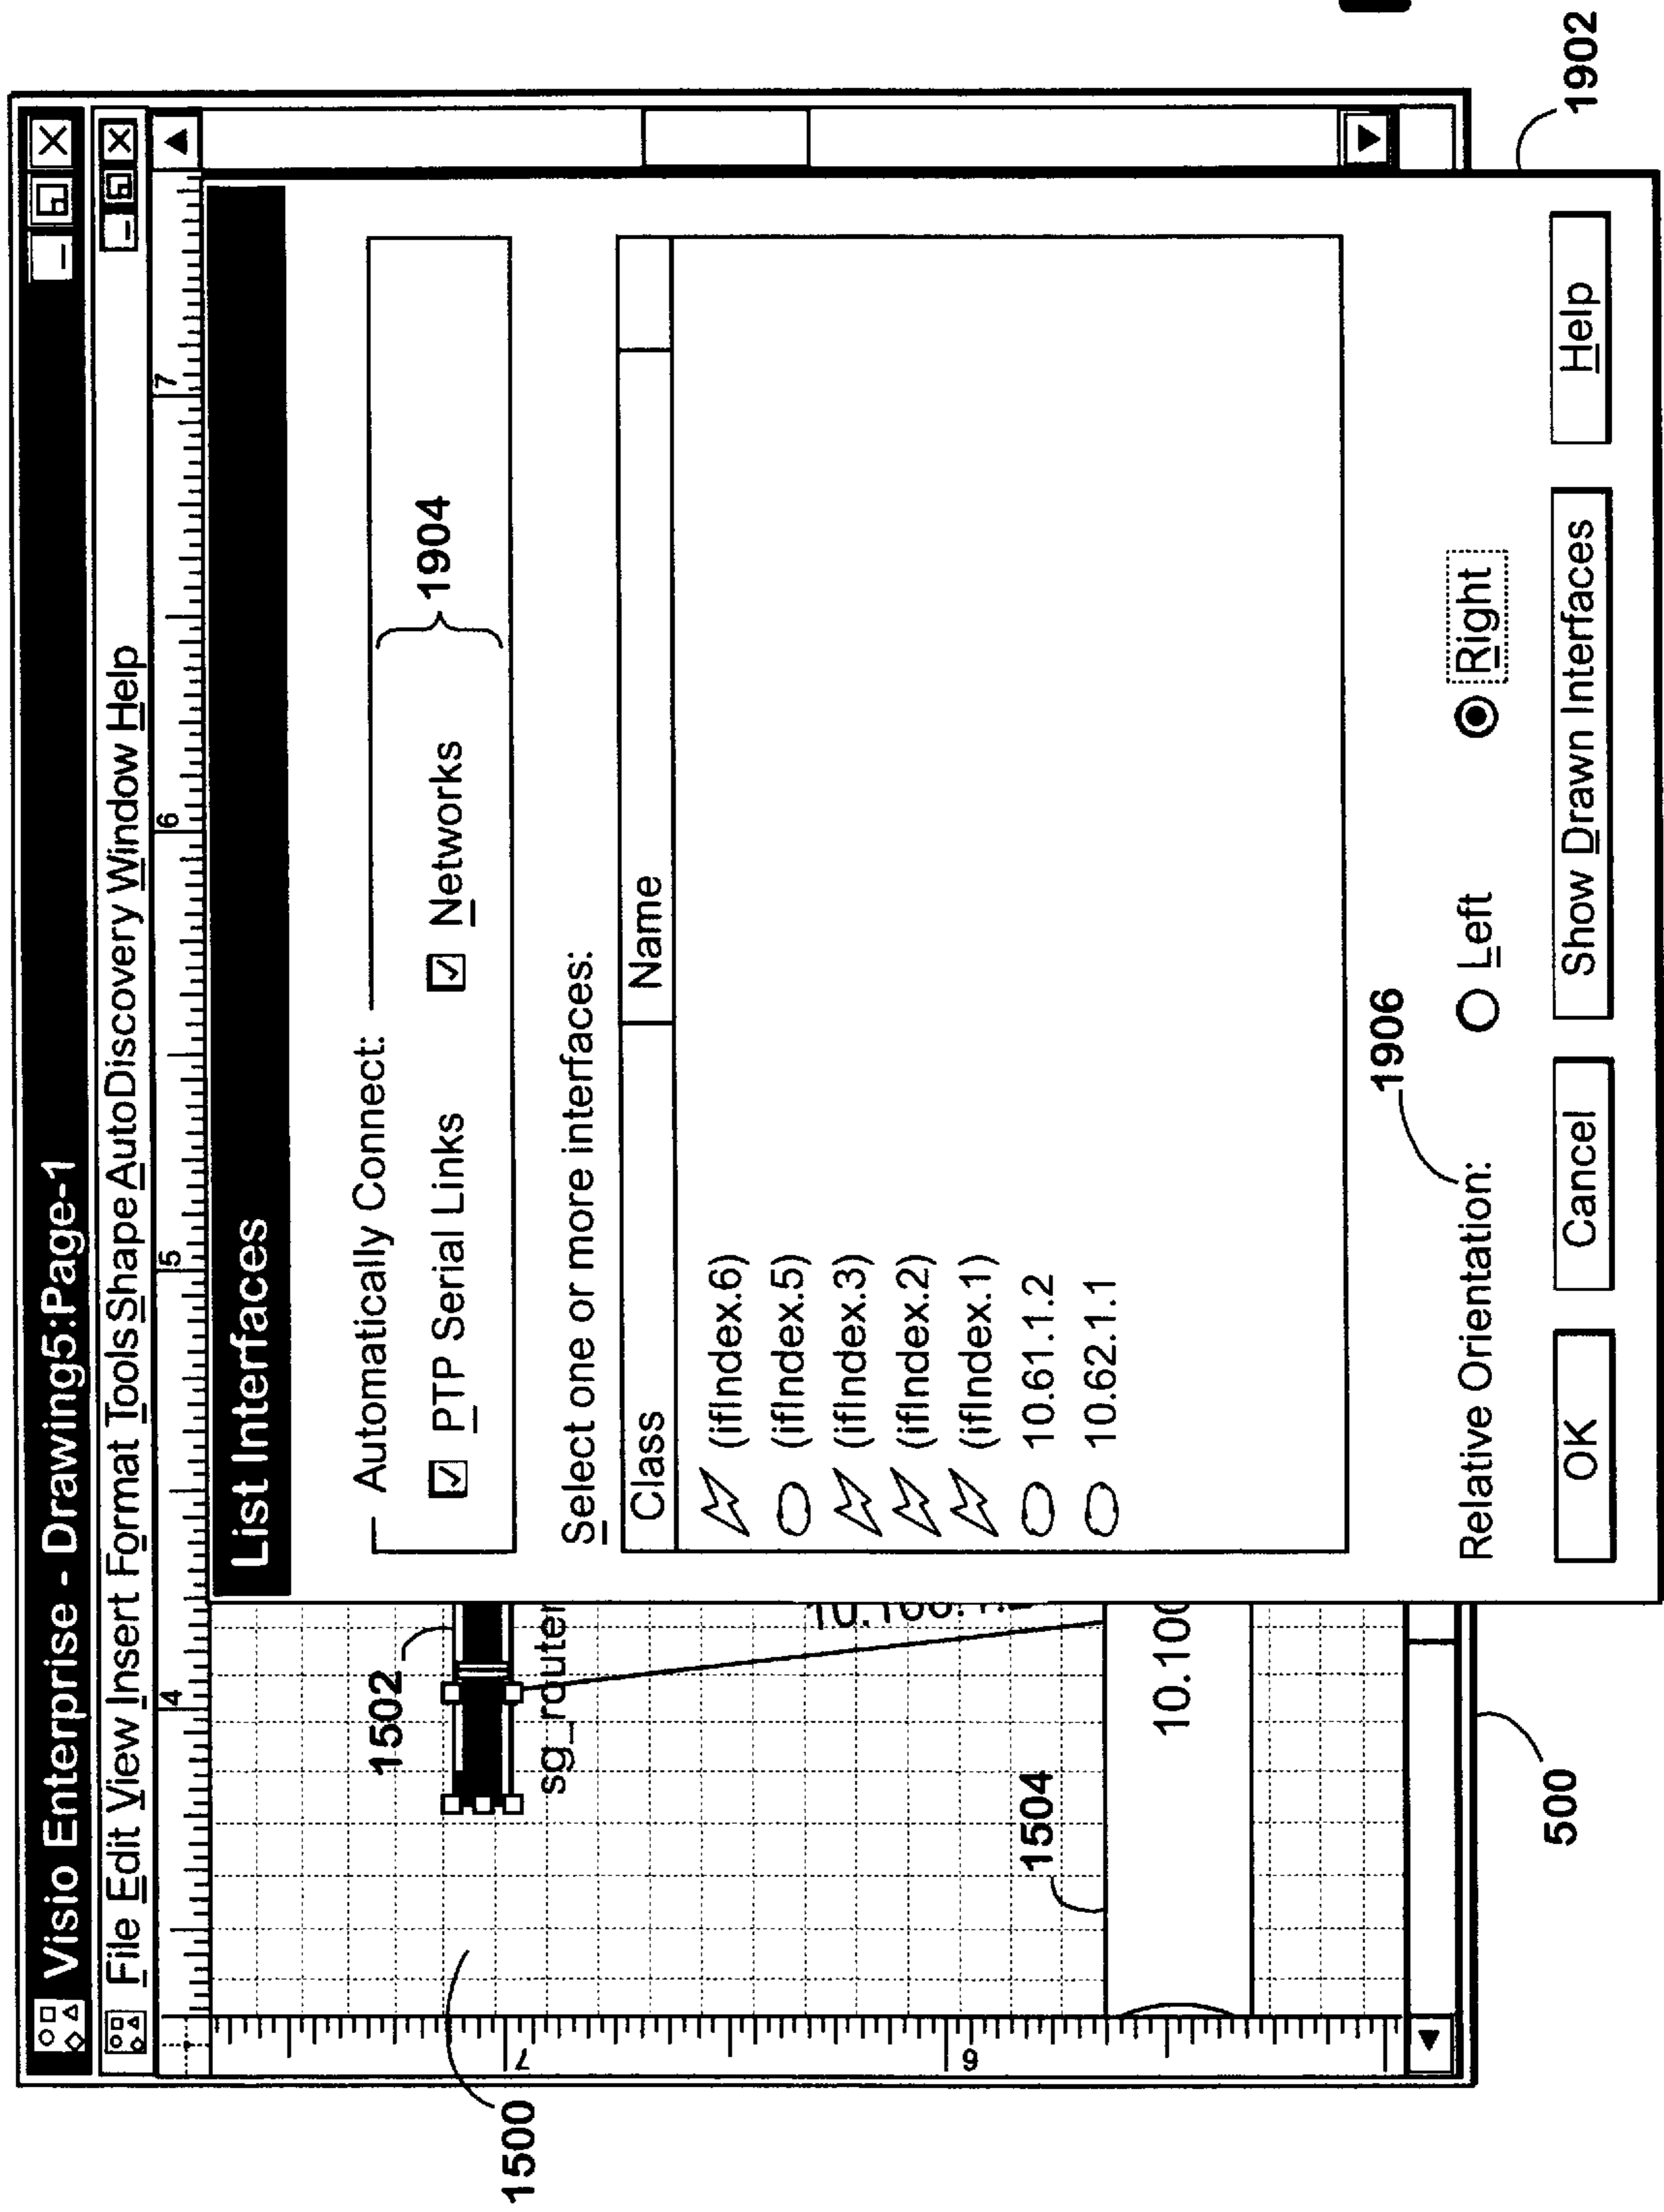 Visio Enterprise - Drawing5:Page-1
File Edit View Insert Format Tools Shape AutoDiscovery Window Help
4 5 6 7
List Interfaces
Automatically Connect:
PTP Serial Links Networks 1904
Select one or more interfaces:
Class Name
(ifIndex.6)
(ifIndex.5)
(ifIndex.3)
(ifIndex.2)
(ifIndex.1)
10.61.1.2
10.62.1.1
1906
Relative Orientation: Left Right
OK Cancel Show Drawn Interfaces Help
1902
1500
1502
sg_router
7
1504
6
10.100
500